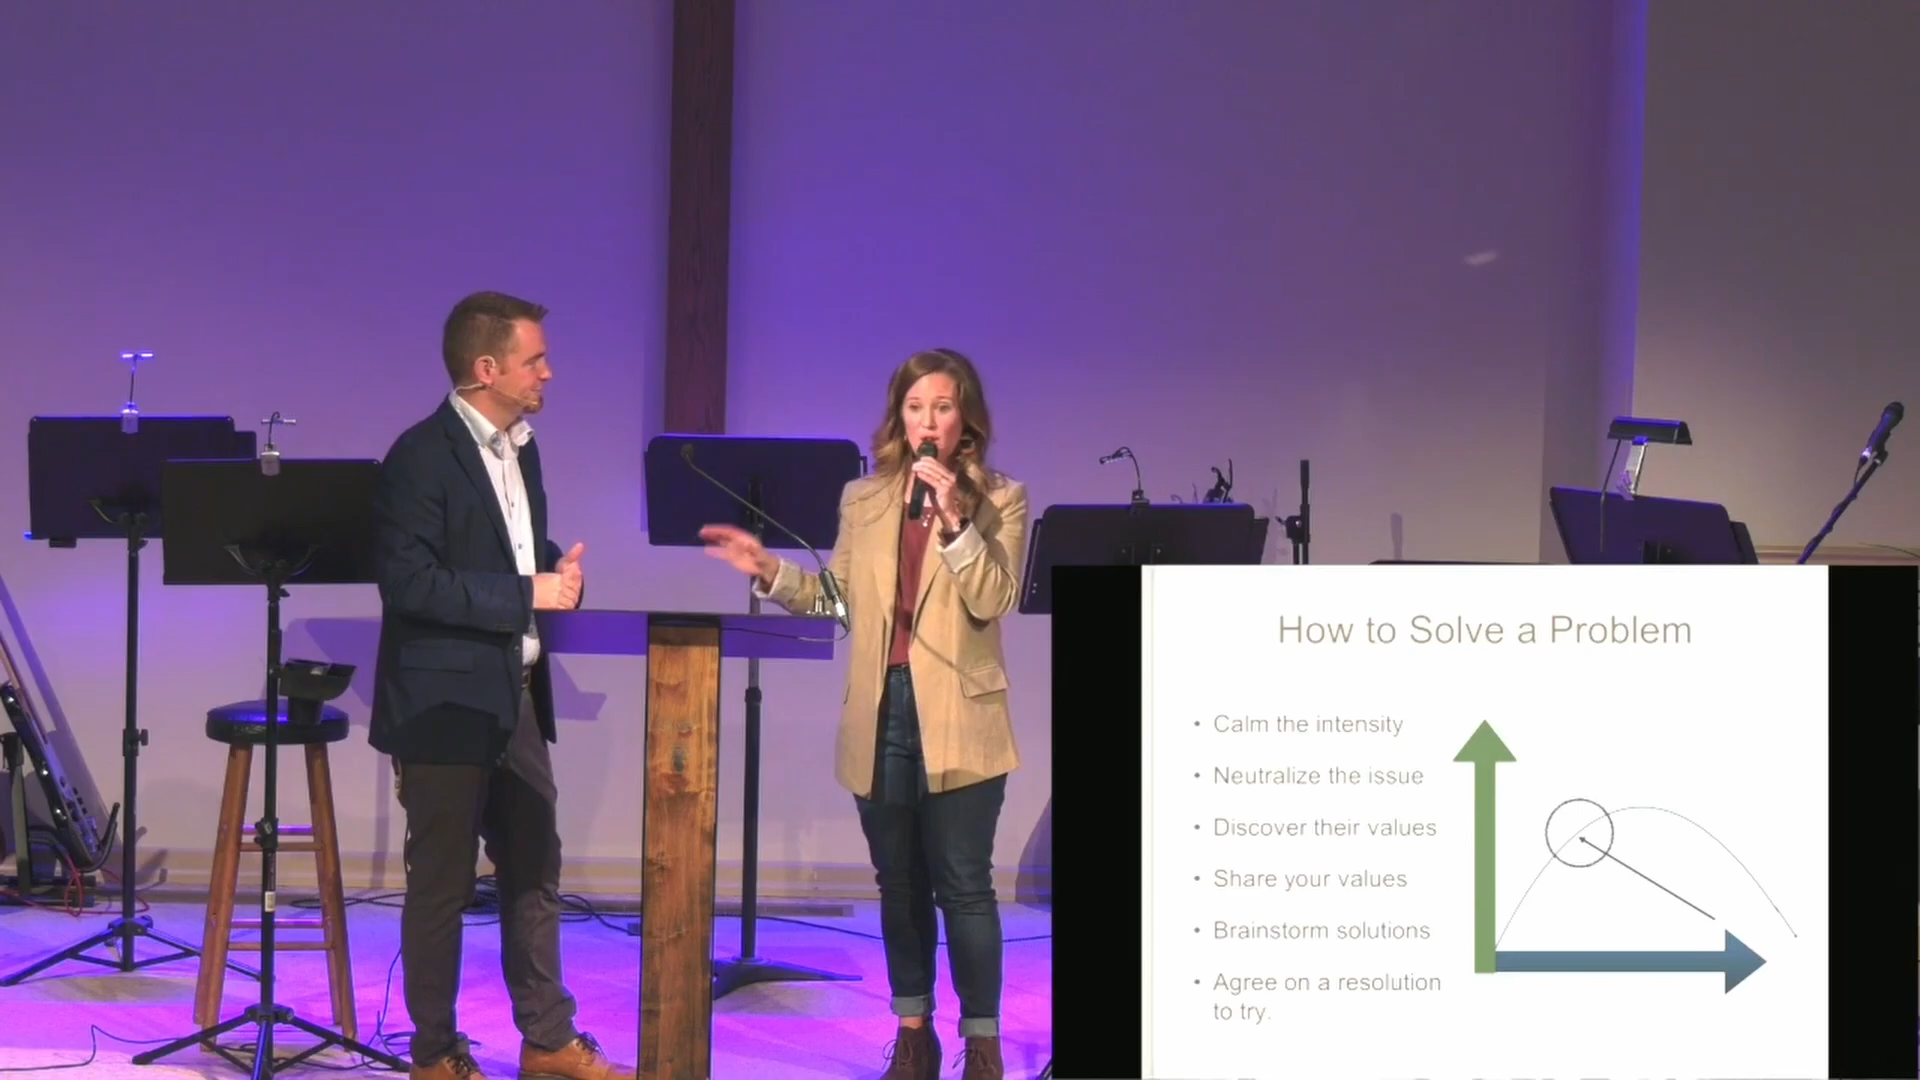 How to Solve a Problem
• Calm the intensity
• Neutralize the issue
• Discover their values
• Share your values
• Brainstorm solutions
• Agree on a resolution
to try.